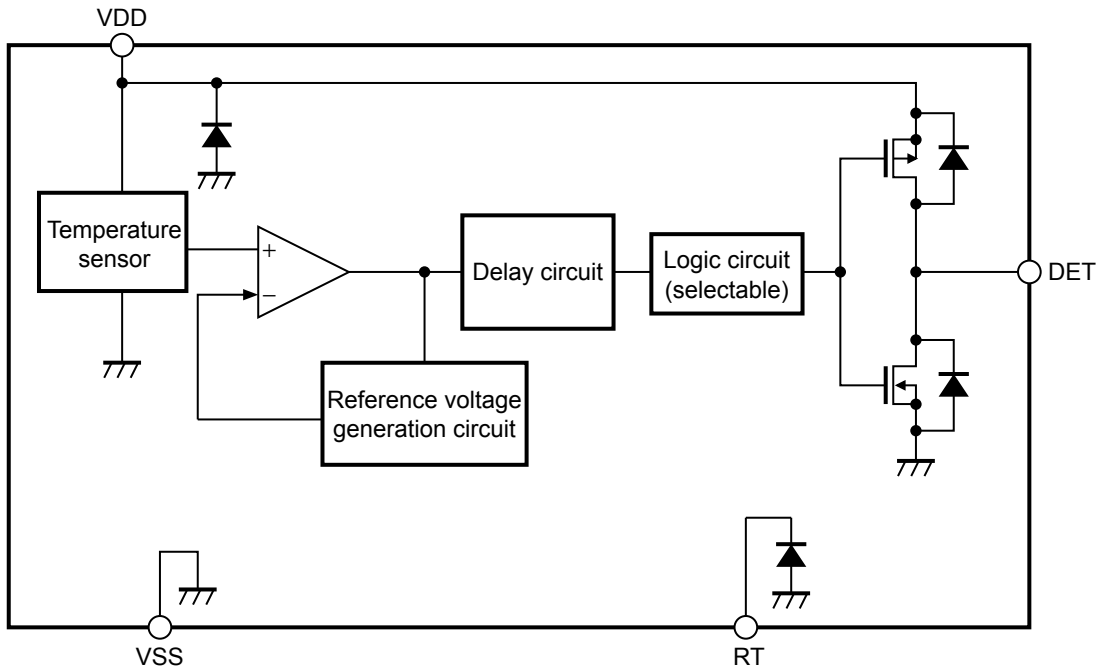 VDD
Temperature
sensor
+
−
Delay circuit
Logic circuit
(selectable)
DET
Reference voltage
generation circuit
VSS
RT